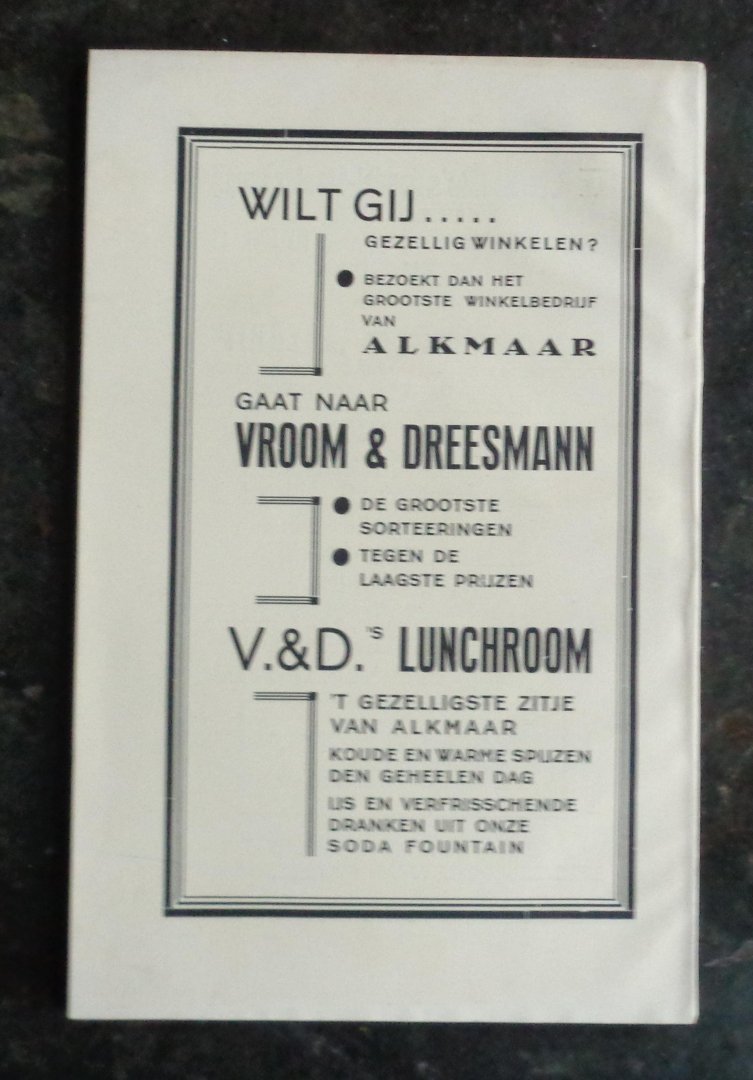 WILT GIJ.....
GEZELLIG WINKELEN?
● BEZOEKT DAN HET
GROOTSTE WINKELBEDRIJF
VAN
ALKMAAR
GAAT NAAR
VROOM & DREESMANN
● DE GROOTSTE
SORTEERINGEN
● TEGEN DE
LAAGSTE PRIJZEN
V.&D.'s LUNCHROOM
'T GEZELLIGSTE ZITJE
VAN ALKMAAR
KOUDE EN WARME SPIJZEN
DEN GEHEELEN DAG
IJS EN VERFRISSCHENDE
DRANKEN UIT ONZE
SODA FOUNTAIN